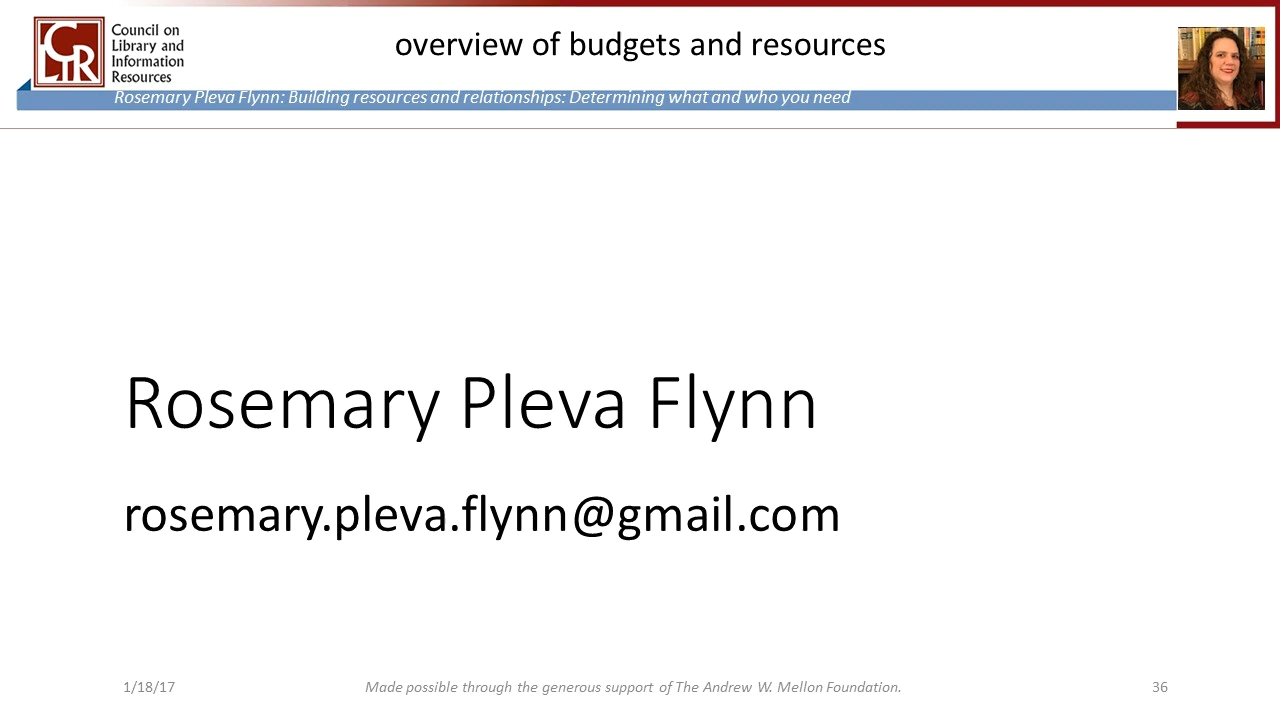 CLIR
Council on
Library and
Information
Resources
overview of budgets and resources
Rosemary Pleva Flynn: Building resources and relationships: Determining what and who you need
Rosemary Pleva Flynn
rosemary.pleva.flynn@gmail.com
1/18/17
Made possible through the generous support of The Andrew W. Mellon Foundation.
36